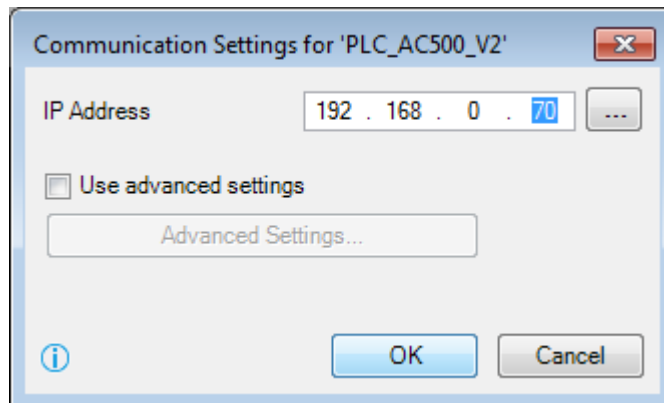 Communication Settings for 'PLC_AC500_V2'
IP Address 192 . 168 . 0 . 70 ...
Use advanced settings
Advanced Settings...
OK Cancel